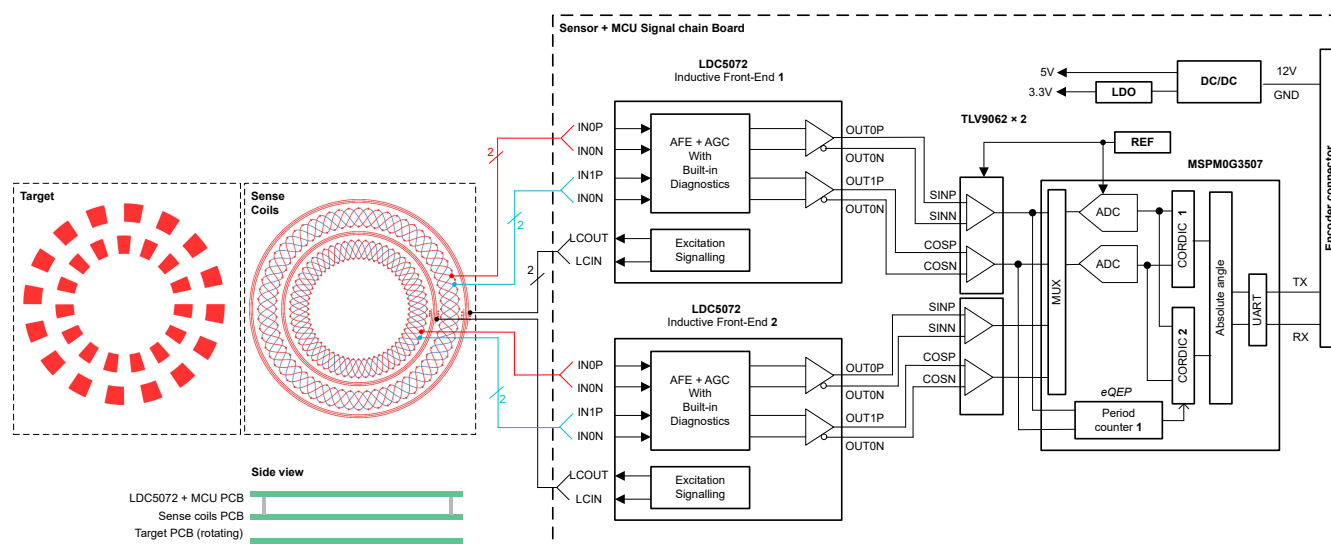 Sensor + MCU Signal chain Board
LDC5072
Inductive Front-End 1
IN0P
IN0N
IN1P
IN0N
LCOUT
LCIN
AFE + AGC
With
Built-in
Diagnostics
Excitation
Signalling
OUT0P
OUT0N
OUT1P
OUT0N
5V
3.3V
LDO
DC/DC
12V
GND
TLV9062 × 2
REF
MSPM0G3507
SINP
SINN
COSP
COSN
MUX
ADC
ADC
CORDIC 1
CORDIC 2
Absolute angle
UART
TX
RX
Encoder connector
eQEP
Period
counter 1
Target
Sense
Coils
2
2
2
2
LDC5072
Inductive Front-End 2
IN0P
IN0N
IN1P
IN0N
LCOUT
LCIN
AFE + AGC
With
Built-in
Diagnostics
Excitation
Signalling
OUT0P
OUT0N
OUT1P
OUT0N
SINP
SINN
COSP
COSN
Side view
LDC5072 + MCU PCB
Sense coils PCB
Target PCB (rotating)